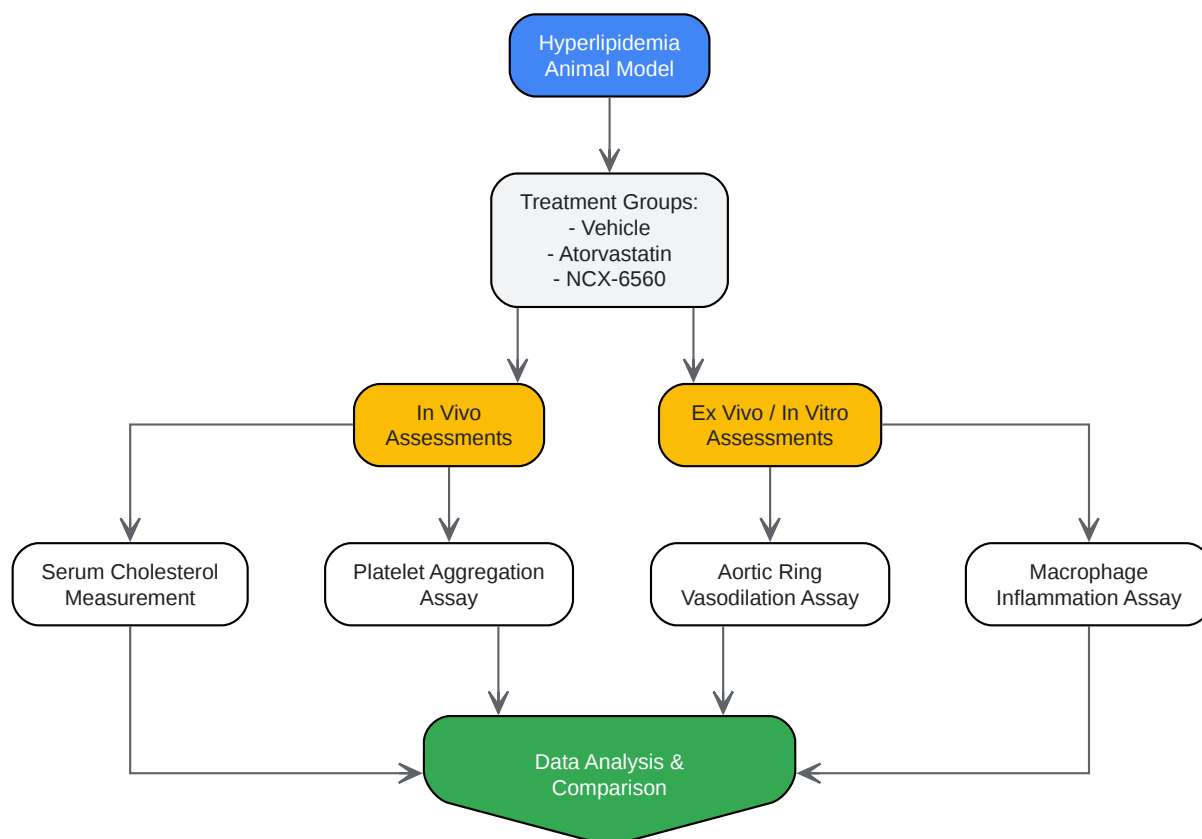 Hyperlipidemia
Animal Model
Treatment Groups:
- Vehicle
- Atorvastatin
- NCX-6560
In Vivo
Assessments
Ex Vivo / In Vitro
Assessments
Serum Cholesterol
Measurement
Platelet Aggregation
Assay
Aortic Ring
Vasodilation Assay
Macrophage
Inflammation Assay
Data Analysis &
Comparison